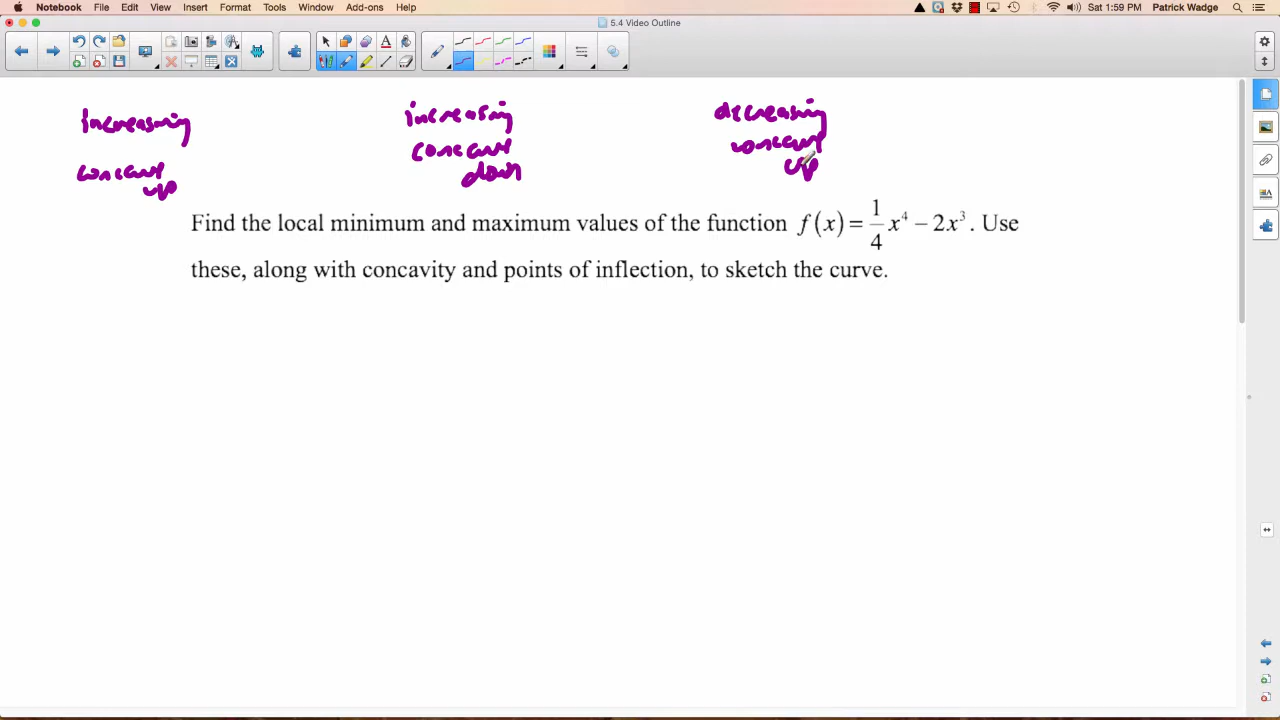 Notebook File Edit View Insert Format Tools Window Add-ons Help Sat 1:59 PM Patrick Wadge
5.4 Video Outline
increasing increasing decreasing
concave up concave down concave up
Find the local minimum and maximum values of the function f(x) = 1/4 x⁴ − 2x³. Use
these, along with concavity and points of inflection, to sketch the curve.